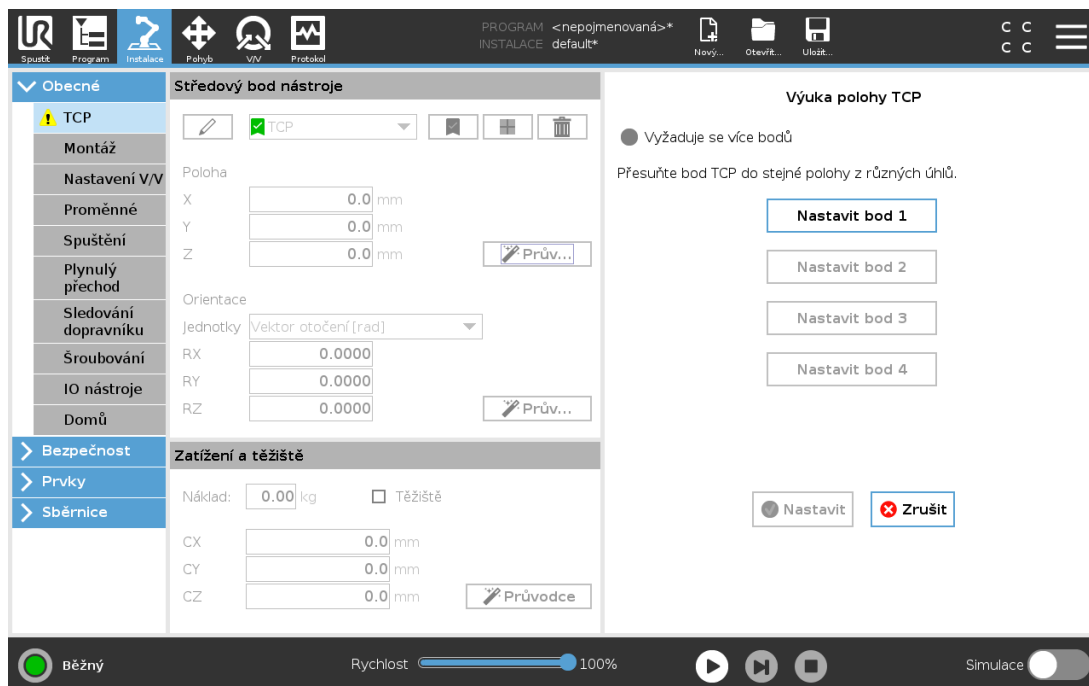 UR
Spustit
Program
Instalace
Pohyb
V/V
Protokol
PROGRAM <nepojmenovaná>*
INSTALACE default*
Nový...
Otevřít...
Uložit...
C C
C C
Obecné
TCP
Montáž
Nastavení V/V
Proměnné
Spuštění
Plynulý
přechod
Sledování
dopravníku
Šroubování
IO nástroje
Domů
Bezpečnost
Prvky
Sběrnice
Středový bod nástroje
TCP
Poloha
X 0.0 mm
Y 0.0 mm
Z 0.0 mm
Prův...
Orientace
Jednotky Vektor otočení [rad]
RX 0.0000
RY 0.0000
RZ 0.0000
Prův...
Zatížení a těžiště
Náklad: 0.00 kg Těžiště
CX 0.0 mm
CY 0.0 mm
CZ 0.0 mm
Průvodce
Výuka polohy TCP
Vyžaduje se více bodů
Přesuňte bod TCP do stejné polohy z různých úhlů.
Nastavit bod 1
Nastavit bod 2
Nastavit bod 3
Nastavit bod 4
Nastavit
Zrušit
Běžný
Rychlost 100%
Simulace